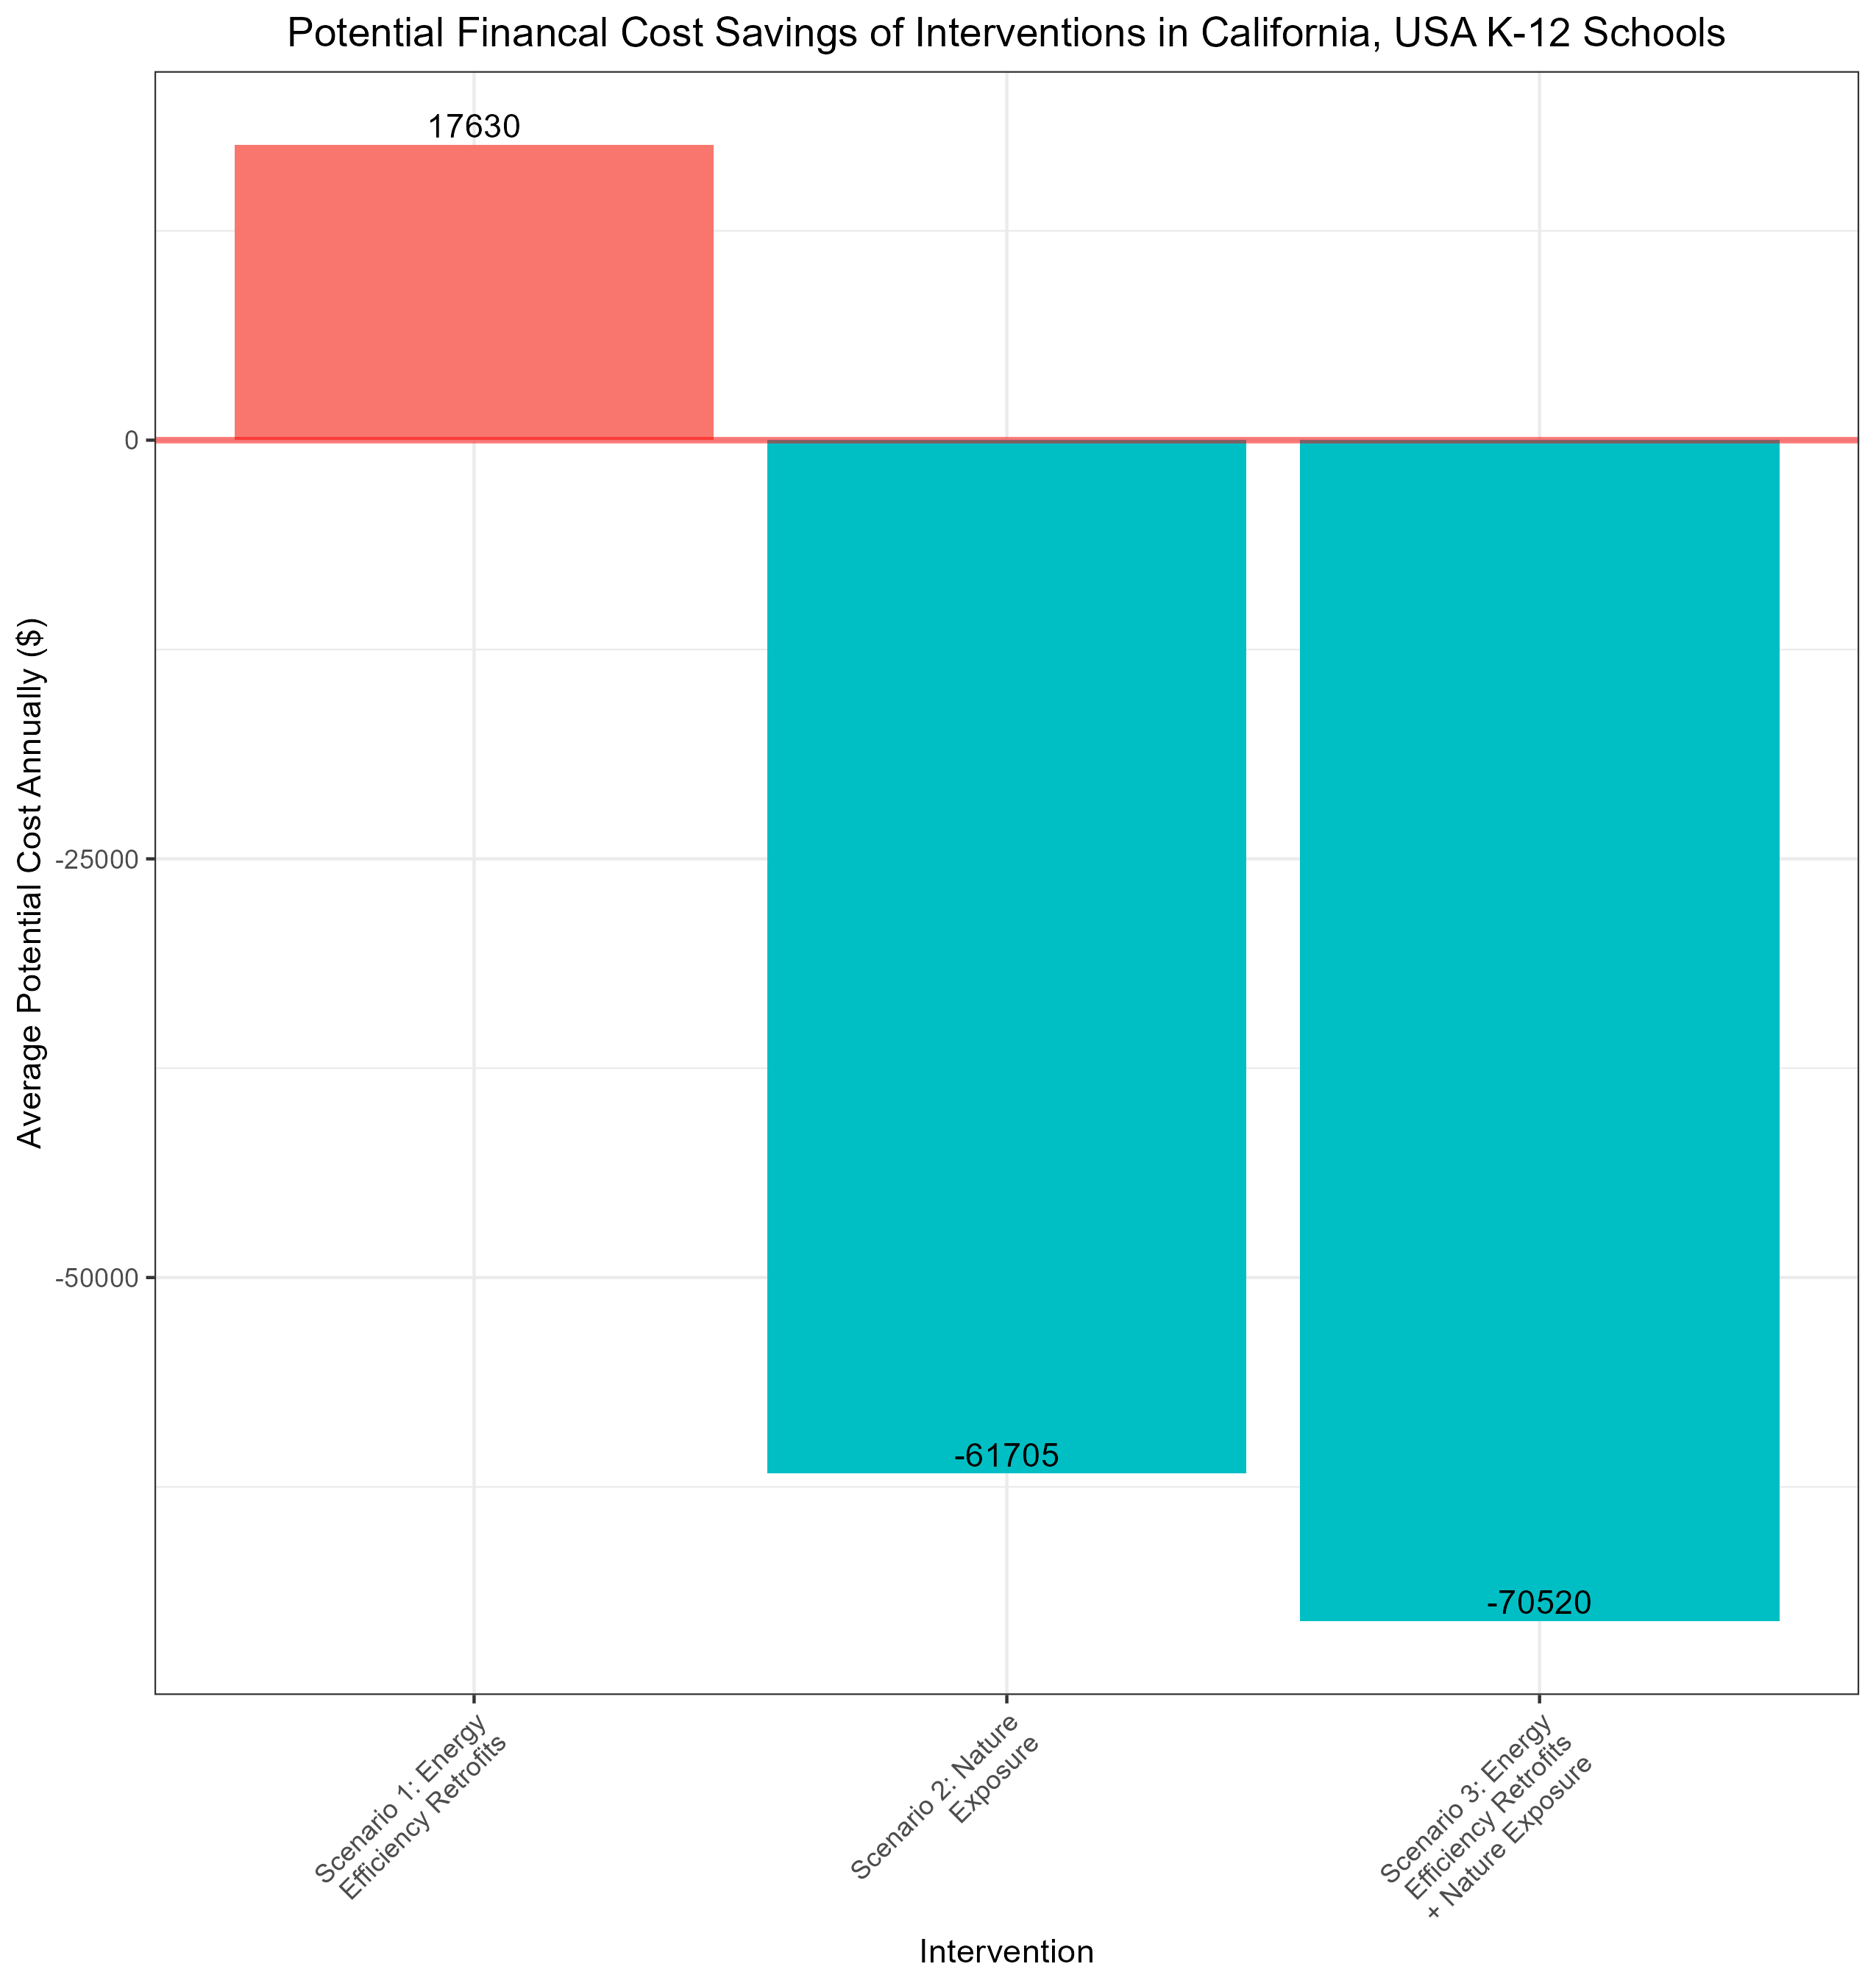 Potential Financal Cost Savings of Interventions in California, USA K-12 Schools
Average Potential Cost Annually ($)
0
-25000
-50000
17630
-61705
-70520
Scenario 1: Energy
Efficiency Retrofits
Scenario 2: Nature
Exposure
Scenario 3: Energy
Efficiency Retrofits
+ Nature Exposure
Intervention